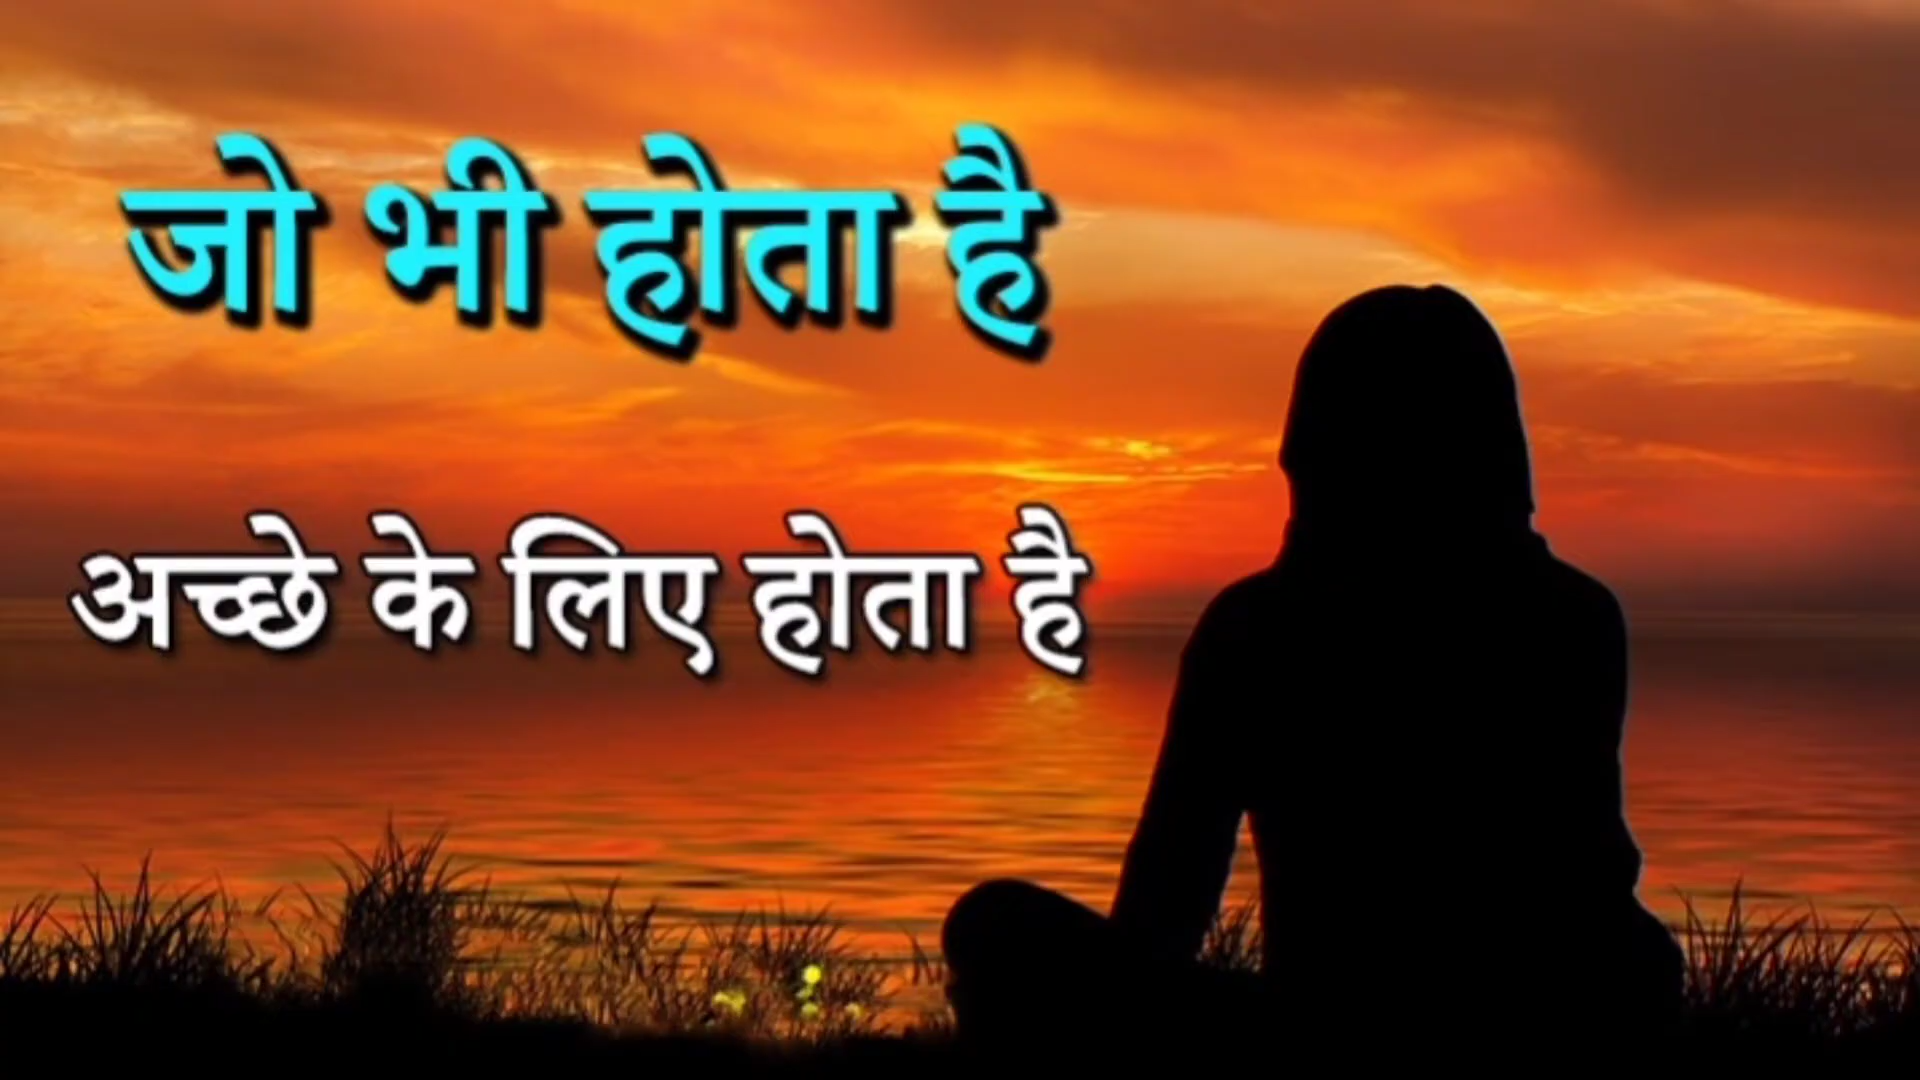 जो भी होता है
अच्छे के लिए होता है